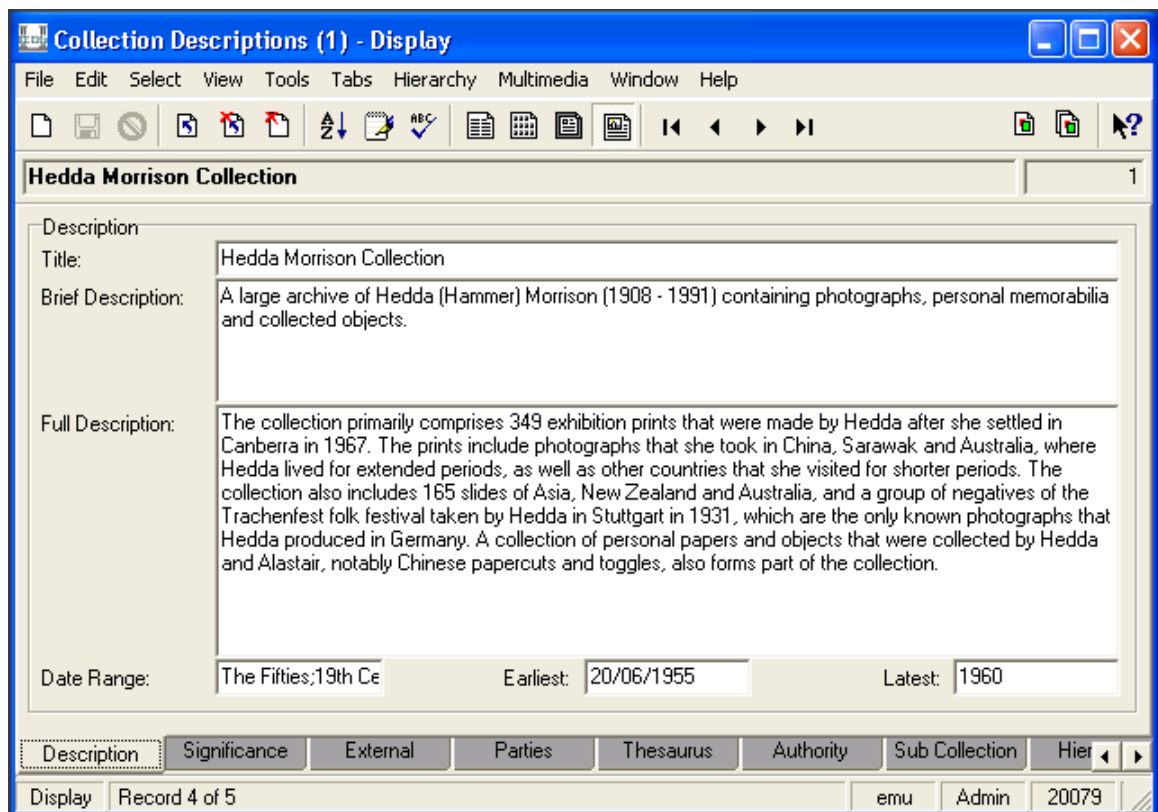 Collection Descriptions (1) - Display
File Edit Select View Tools Tabs Hierarchy Multimedia Window Help
Hedda Morrison Collection 1
Description
Title: Hedda Morrison Collection
Brief Description: A large archive of Hedda (Hammer) Morrison (1908 - 1991) containing photographs, personal memorabilia
and collected objects.
Full Description: The collection primarily comprises 349 exhibition prints that were made by Hedda after she settled in
Canberra in 1967. The prints include photographs that she took in China, Sarawak and Australia, where
Hedda lived for extended periods, as well as other countries that she visited for shorter periods. The
collection also includes 165 slides of Asia, New Zealand and Australia, and a group of negatives of the
Trachenfest folk festival taken by Hedda in Stuttgart in 1931, which are the only known photographs that
Hedda produced in Germany. A collection of personal papers and objects that were collected by Hedda
and Alastair, notably Chinese papercuts and toggles, also forms part of the collection.
Date Range: The Fifties;19th Ce Earliest: 20/06/1955 Latest: 1960
Description Significance External Parties Thesaurus Authority Sub Collection Hier
Display Record 4 of 5 emu Admin 20079